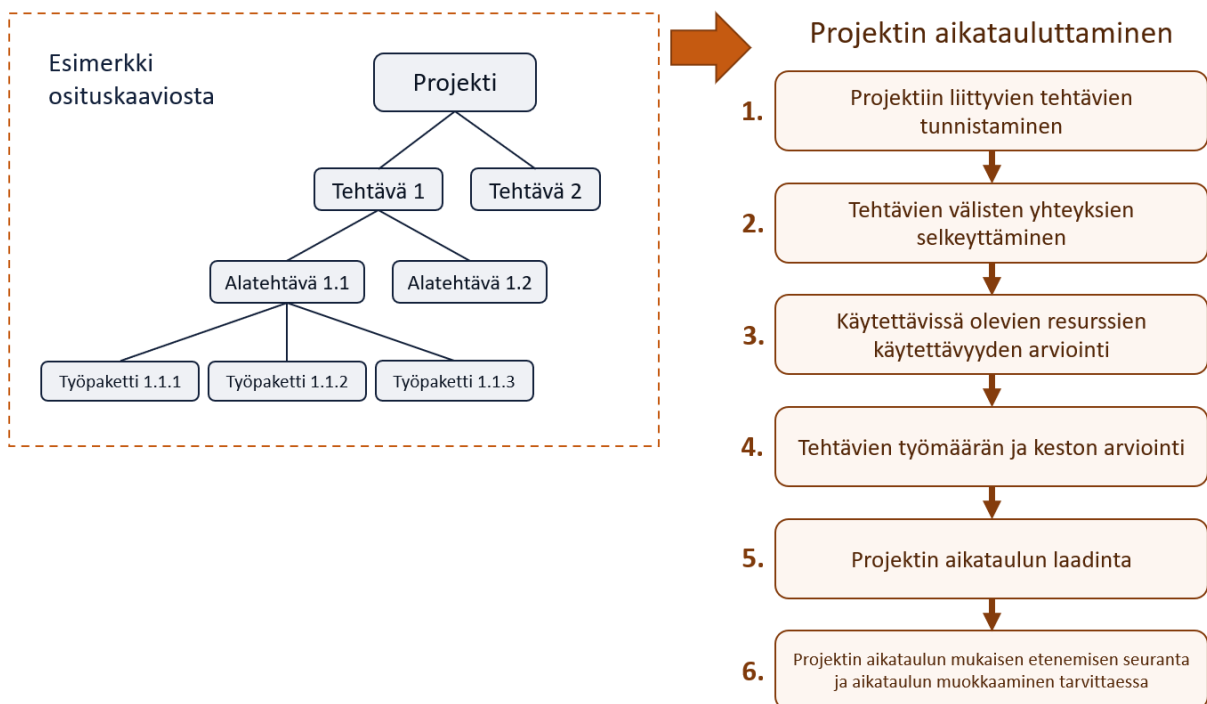 Esimerkki
osituskaaviosta
Projekti
Tehtävä 1
Tehtävä 2
Alatehtävä 1.1
Alatehtävä 1.2
Työpaketti 1.1.1
Työpaketti 1.1.2
Työpaketti 1.1.3
Projektin aikatauluttaminen
1.
Projektiin liittyvien tehtävien
tunnistaminen
2.
Tehtävien välisten yhteyksien
selkeyttäminen
3.
Käytettävissä olevien resurssien
käytettävyyden arviointi
4.
Tehtävien työmäärän ja keston arviointi
5.
Projektin aikataulun laadinta
6.
Projektin aikataulun mukaisen etenemisen seuranta
ja aikataulun muokkaaminen tarvittaessa